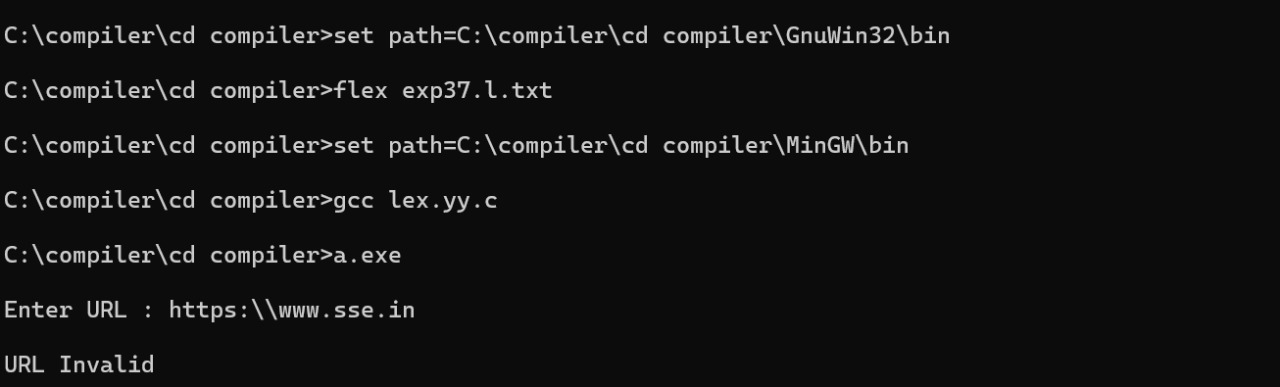 C:\compiler\cd compiler>set path=C:\compiler\cd compiler\GnuWin32\bin
C:\compiler\cd compiler>flex exp37.l.txt
C:\compiler\cd compiler>set path=C:\compiler\cd compiler\MinGW\bin
C:\compiler\cd compiler>gcc lex.yy.c
C:\compiler\cd compiler>a.exe
Enter URL : https:\\www.sse.in
URL Invalid